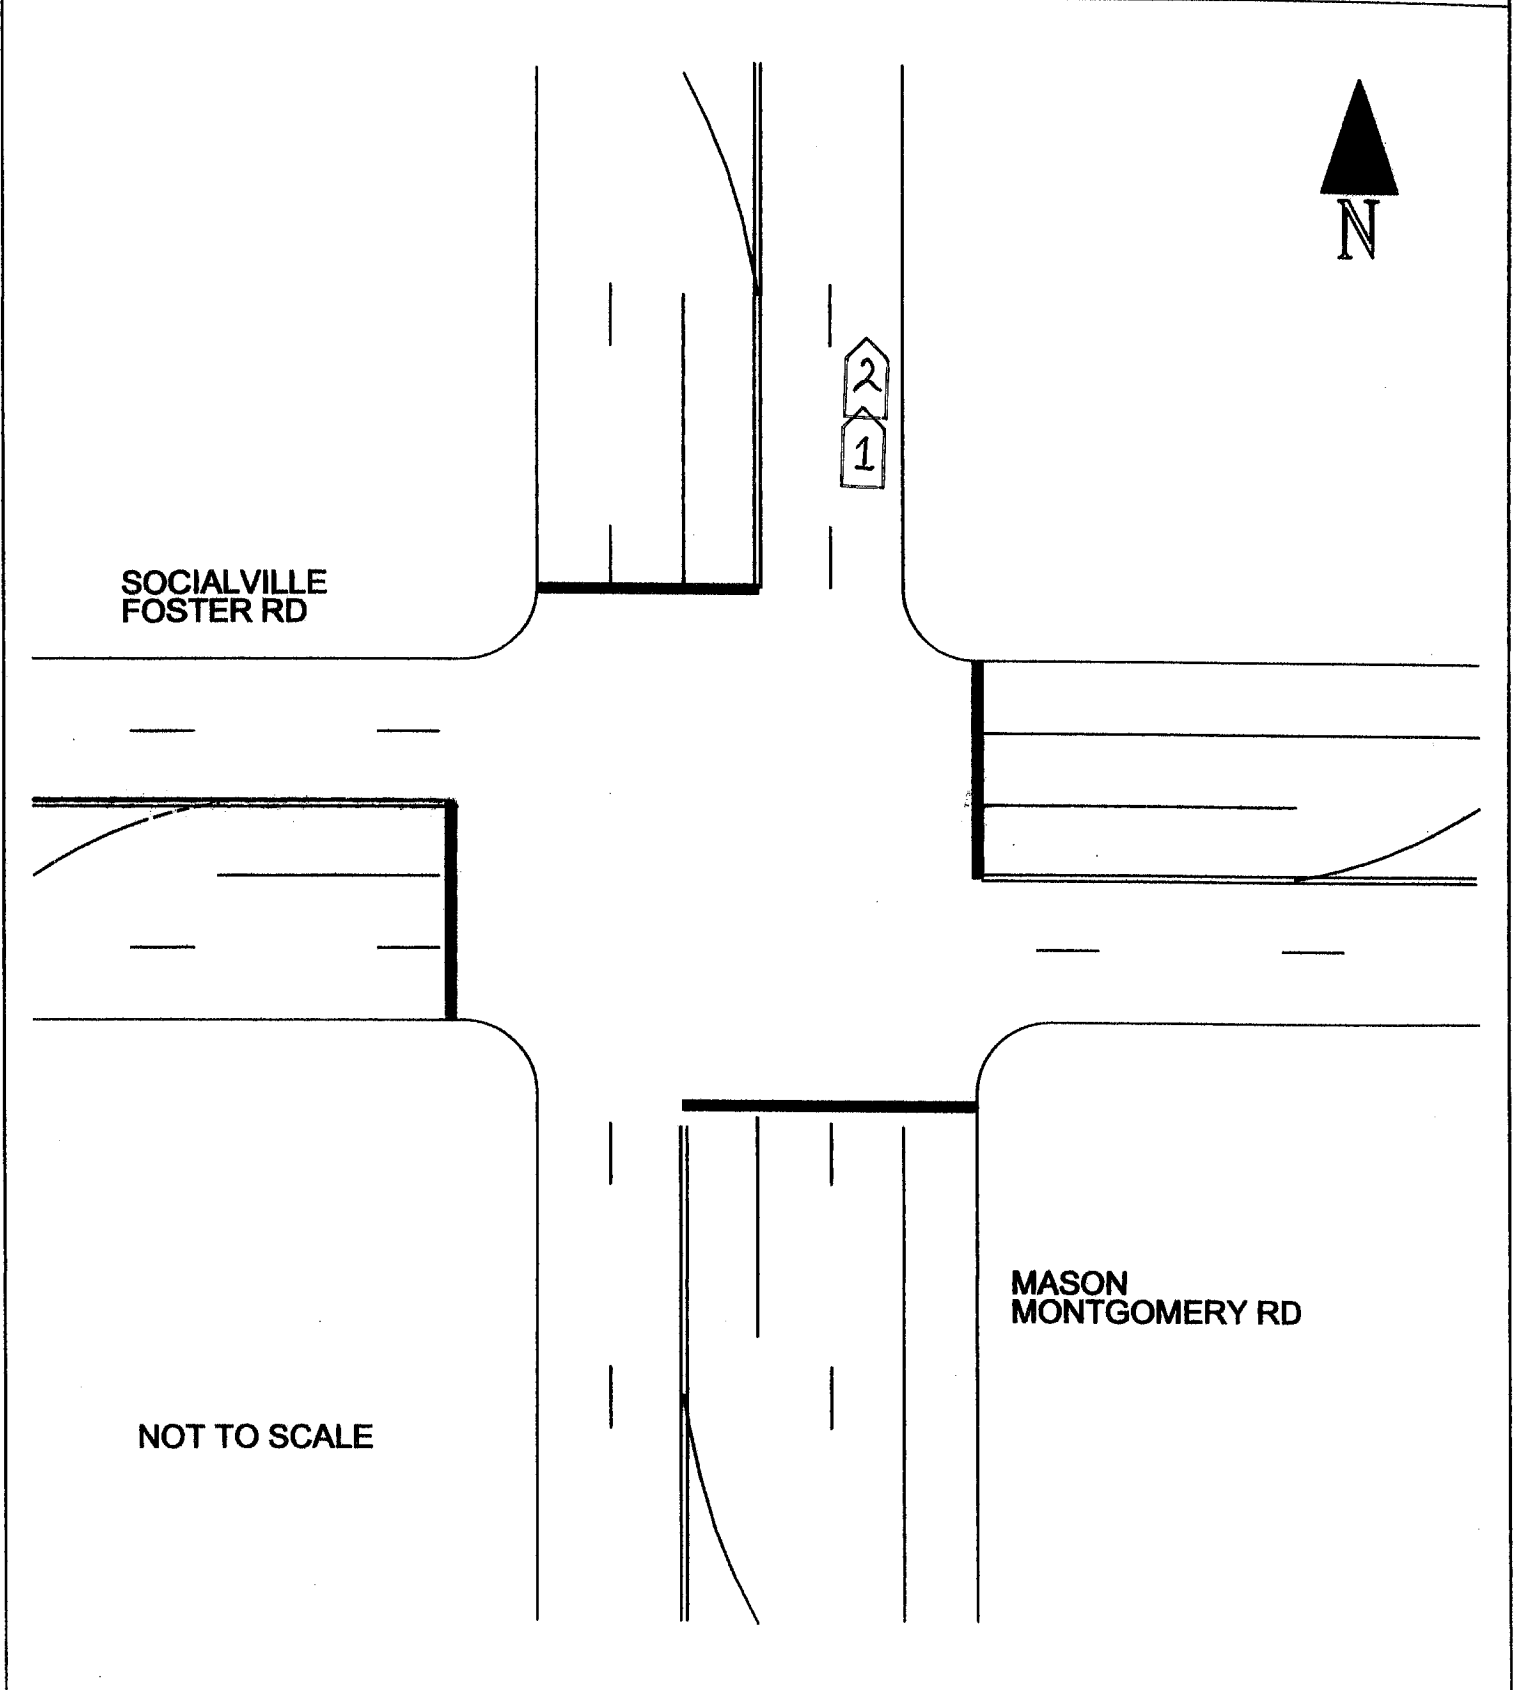 N
2
1
SOCIALVILLE
FOSTER RD
MASON
MONTGOMERY RD
NOT TO SCALE